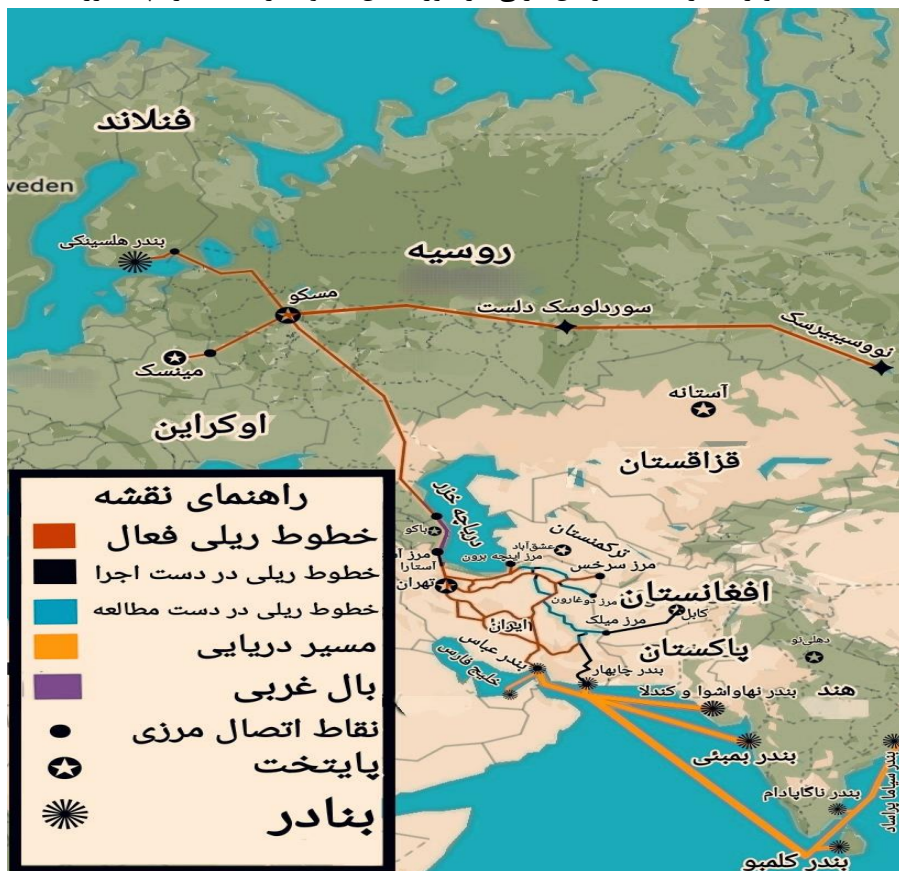 فنلاند
weden
بندر هلسینکی
روسیه
مسکو
سوردلوسک دلست
نووسیبیرسک
مینسک
آستانه
اوکراین
قزاقستان
دریاچه خزر
باکو
ترکمنستان
عشق‌آباد
مرز اینچه برون
مرز سرخس
آستارا
تهران
افغانستان
مرز دوغارون
کابل
ایران
مرز میلک
پاکستان
دهلی‌نو
بندر عباس
خلیج فارس
بندر چابهار
بندر نهاواشوا و کندلا
هند
بندر بمبئی
بندر ناگاپادام
بندر سیاما پراساد
بندر کلمبو
راهنمای نقشه
خطوط ریلی فعال
خطوط ریلی در دست اجرا
خطوط ریلی در دست مطالعه
مسیر دریایی
بال غربی
نقاط اتصال مرزی
پایتخت
بنادر